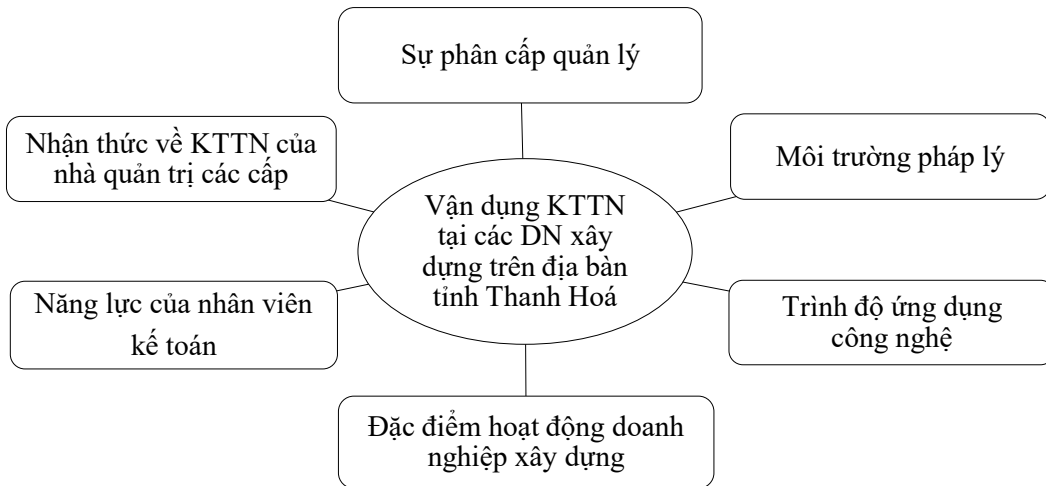 Sự phân cấp quản lý
Nhận thức về KTTN của
nhà quản trị các cấp
Môi trường pháp lý
Vận dụng KTTN
tại các DN xây
dựng trên địa bàn
tỉnh Thanh Hoá
Năng lực của nhân viên
kế toán
Trình độ ứng dụng
công nghệ
Đặc điểm hoạt động doanh
nghiệp xây dựng